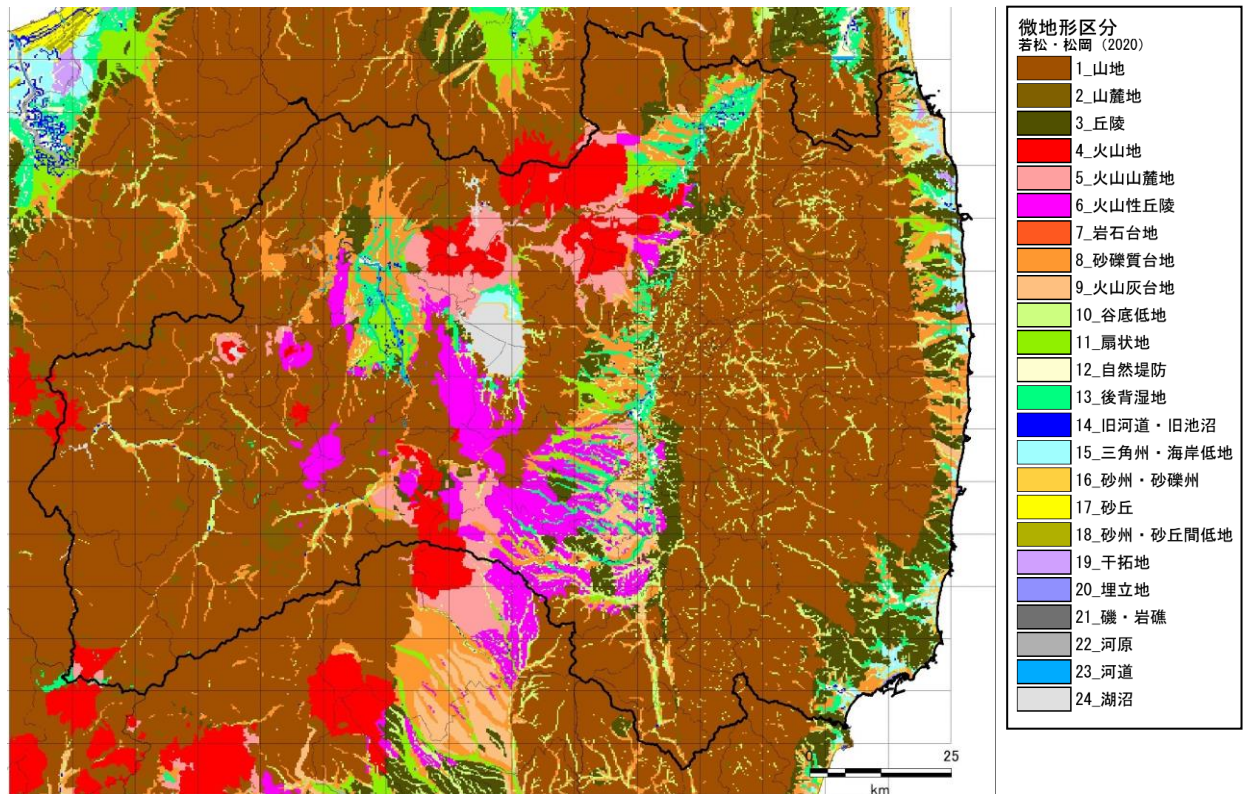 微地形区分
若松・松岡 (2020)
1_山地
2_山麓地
3_丘陵
4_火山地
5_火山山麓地
6_火山性丘陵
7_岩石台地
8_砂礫質台地
9_火山灰台地
10_谷底低地
11_扇状地
12_自然堤防
13_後背湿地
14_旧河道・旧池沼
15_三角州・海岸低地
16_砂州・砂礫州
17_砂丘
18_砂州・砂丘間低地
19_干拓地
20_埋立地
21_磯・岩礁
22_河原
23_河道
24_湖沼
0 25
km